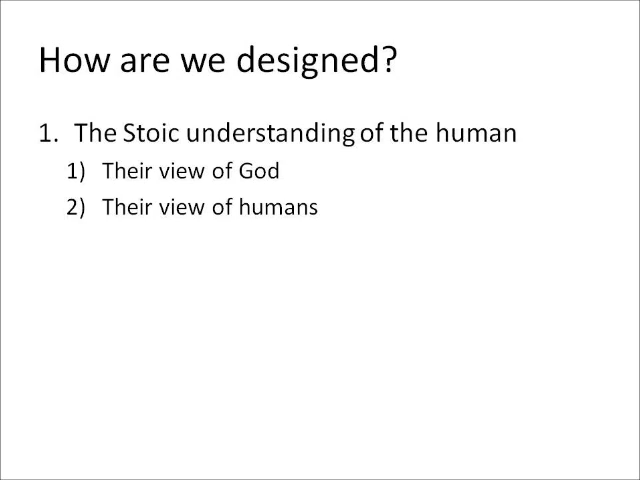 How are we designed?
1. The Stoic understanding of the human
1) Their view of God
2) Their view of humans